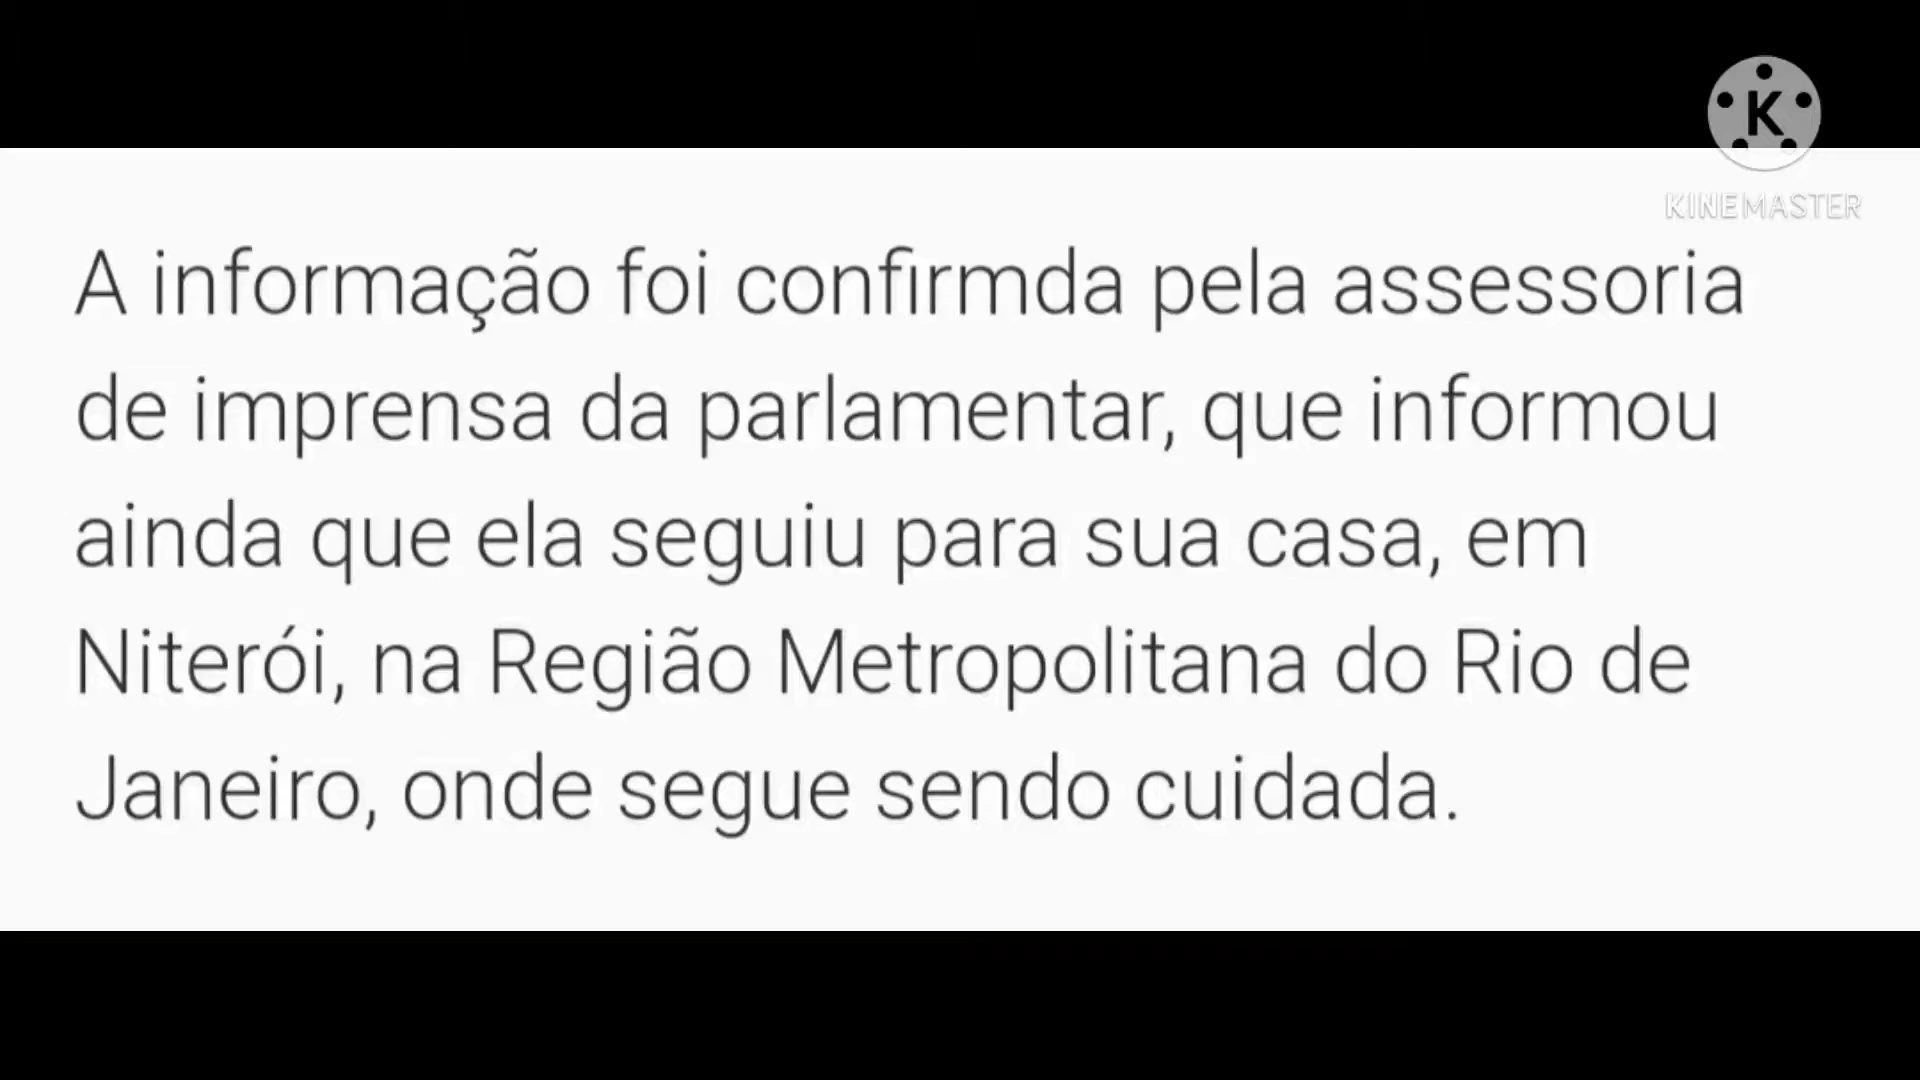 K
KINEMASTER
A informação foi confirmda pela assessoria
de imprensa da parlamentar, que informou
ainda que ela seguiu para sua casa, em
Niterói, na Região Metropolitana do Rio de
Janeiro, onde segue sendo cuidada.